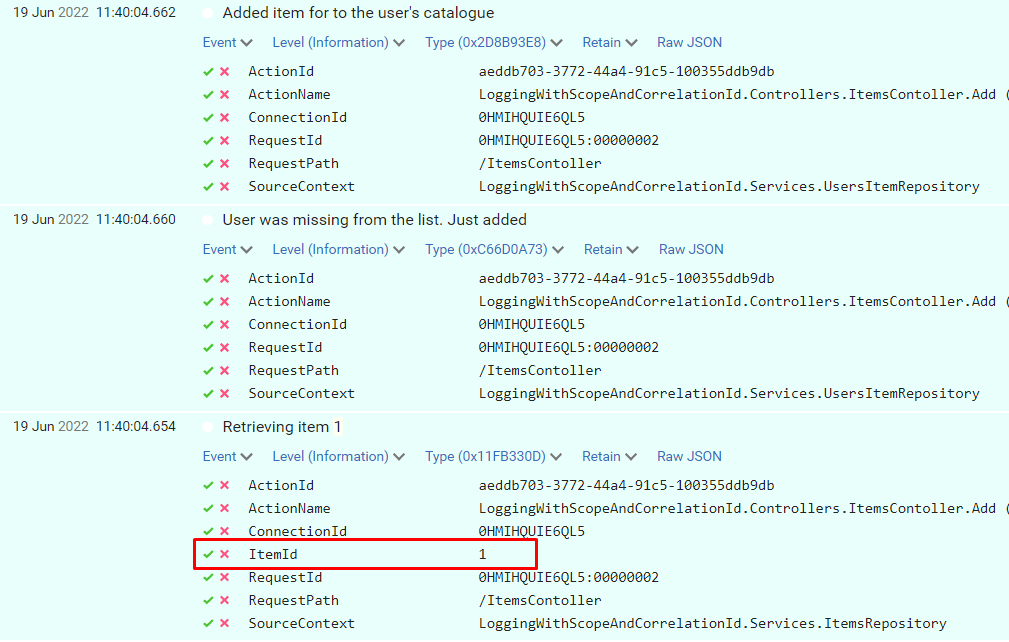 19 Jun 2022 11:40:04.662 Added item for to the user's catalogue
Event Level (Information) Type (0x2D8B93E8) Retain Raw JSON
ActionId aeddb703-3772-44a4-91c5-100355ddb9db
ActionName LoggingWithScopeAndCorrelationId.Controllers.ItemsContoller.Add (
ConnectionId 0HMIHQUIE6QL5
RequestId 0HMIHQUIE6QL5:00000002
RequestPath /ItemsContoller
SourceContext LoggingWithScopeAndCorrelationId.Services.UsersItemRepository
19 Jun 2022 11:40:04.660 User was missing from the list. Just added
Event Level (Information) Type (0xC66D0A73) Retain Raw JSON
ActionId aeddb703-3772-44a4-91c5-100355ddb9db
ActionName LoggingWithScopeAndCorrelationId.Controllers.ItemsContoller.Add (
ConnectionId 0HMIHQUIE6QL5
RequestId 0HMIHQUIE6QL5:00000002
RequestPath /ItemsContoller
SourceContext LoggingWithScopeAndCorrelationId.Services.UsersItemRepository
19 Jun 2022 11:40:04.654 Retrieving item 1
Event Level (Information) Type (0x11FB330D) Retain Raw JSON
ActionId aeddb703-3772-44a4-91c5-100355ddb9db
ActionName LoggingWithScopeAndCorrelationId.Controllers.ItemsContoller.Add (
ConnectionId 0HMIHQUIE6QL5
ItemId 1
RequestId 0HMIHQUIE6QL5:00000002
RequestPath /ItemsContoller
SourceContext LoggingWithScopeAndCorrelationId.Services.ItemsRepository